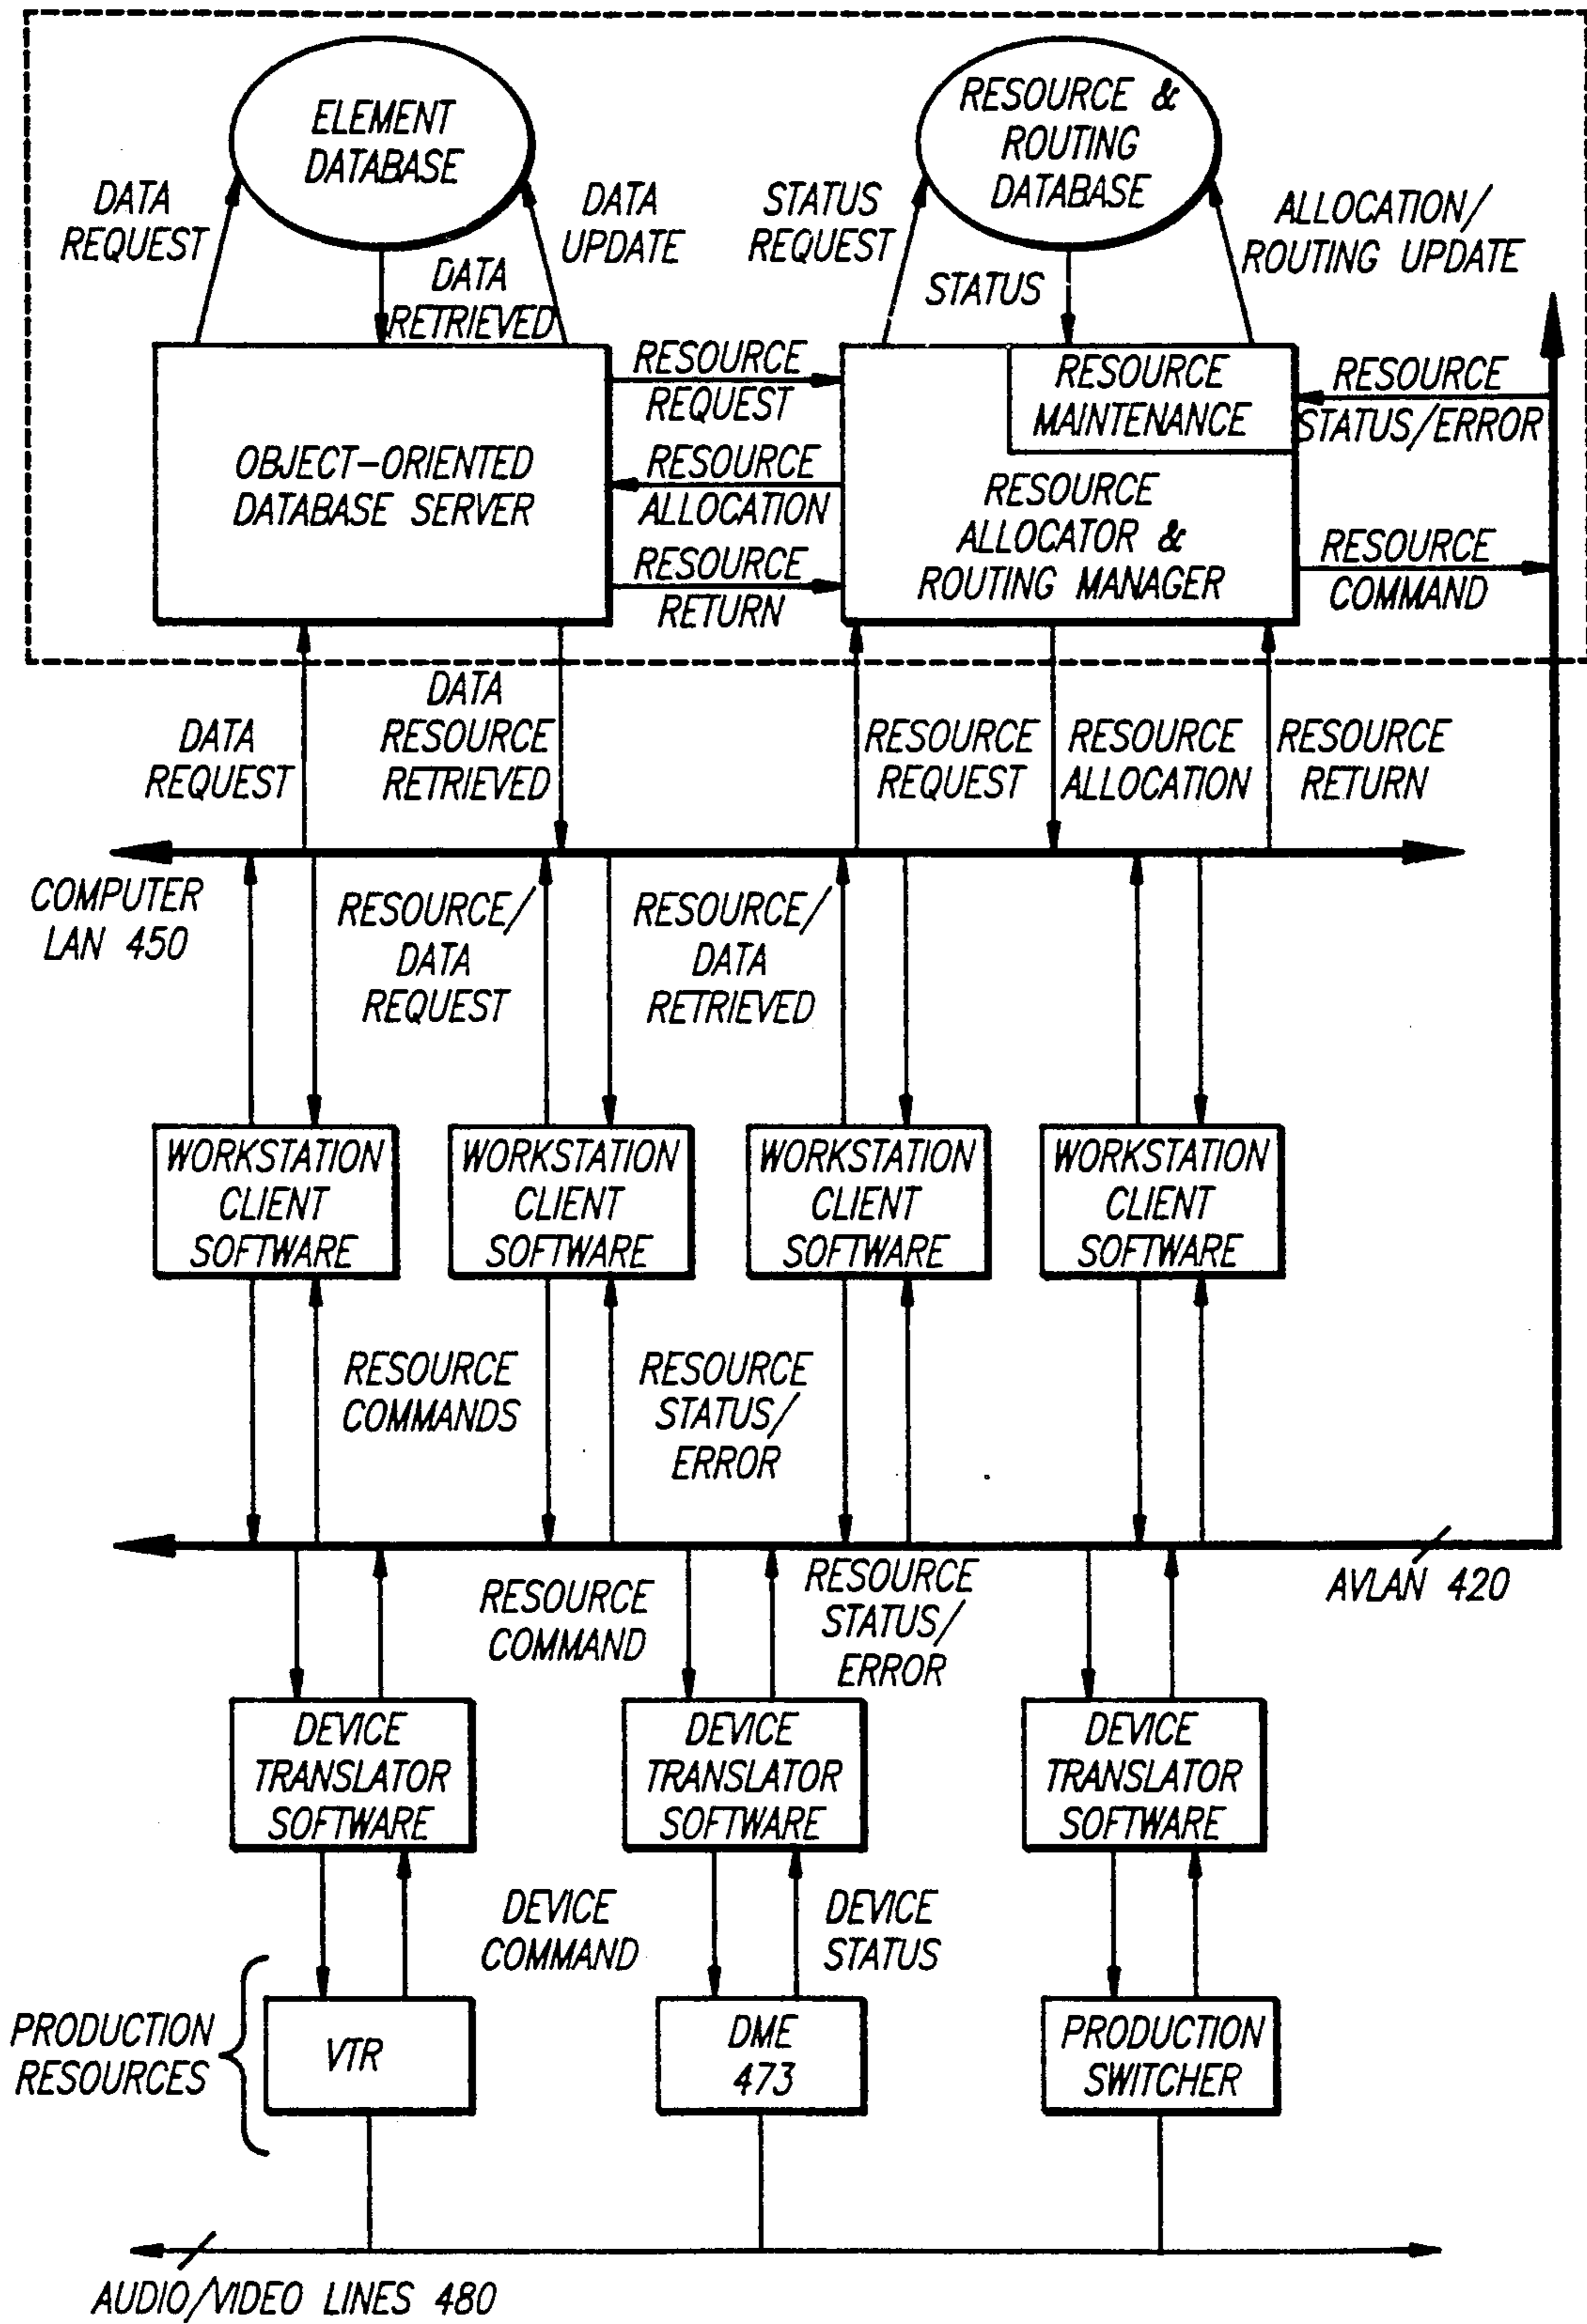 ELEMENT
DATABASE
RESOURCE &
ROUTING
DATABASE
DATA
REQUEST
DATA
UPDATE
STATUS
REQUEST
ALLOCATION/
ROUTING UPDATE
DATA
RETRIEVED
STATUS
OBJECT-ORIENTED
DATABASE SERVER
RESOURCE
REQUEST
RESOURCE
ALLOCATION
RESOURCE
RETURN
RESOURCE
MAINTENANCE
RESOURCE
ALLOCATOR &
ROUTING MANAGER
RESOURCE
STATUS/ERROR
RESOURCE
COMMAND
DATA
REQUEST
DATA
RESOURCE
RETRIEVED
RESOURCE
REQUEST
RESOURCE
ALLOCATION
RESOURCE
RETURN
COMPUTER
LAN 450
RESOURCE/
DATA
REQUEST
RESOURCE/
DATA
RETRIEVED
WORKSTATION
CLIENT
SOFTWARE
WORKSTATION
CLIENT
SOFTWARE
WORKSTATION
CLIENT
SOFTWARE
WORKSTATION
CLIENT
SOFTWARE
RESOURCE
COMMANDS
RESOURCE
STATUS/
ERROR
AVLAN 420
RESOURCE
COMMAND
RESOURCE
STATUS/
ERROR
DEVICE
TRANSLATOR
SOFTWARE
DEVICE
TRANSLATOR
SOFTWARE
DEVICE
TRANSLATOR
SOFTWARE
DEVICE
COMMAND
DEVICE
STATUS
PRODUCTION
RESOURCES
VTR
DME
473
PRODUCTION
SWITCHER
AUDIO/VIDEO LINES 480